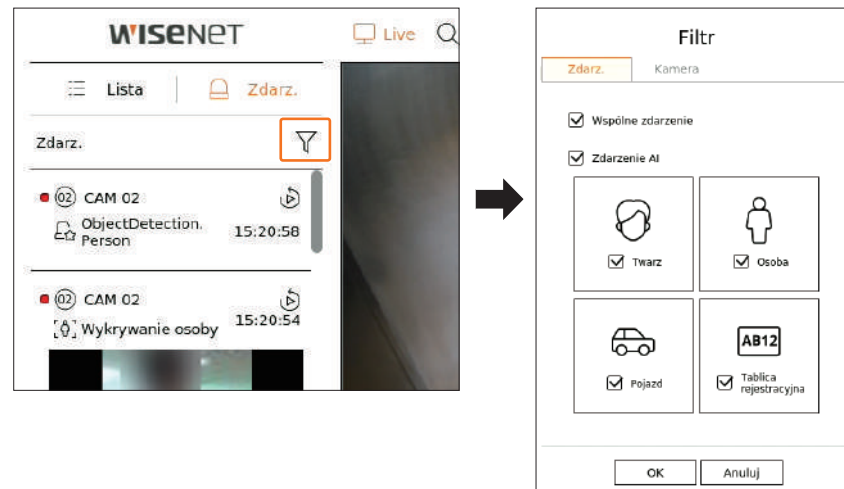 WISENET
Live
Lista
Zdarz.
Zdarz.
02 CAM 02
ObjectDetection.
Person
15:20:58
02 CAM 02
Wykrywanie osoby
15:20:54
Filtr
Zdarz.
Kamera
Wspólne zdarzenie
Zdarzenie AI
Twarz
Osoba
AB12
Pojazd
Tablica
rejestracyjna
OK
Anuluj